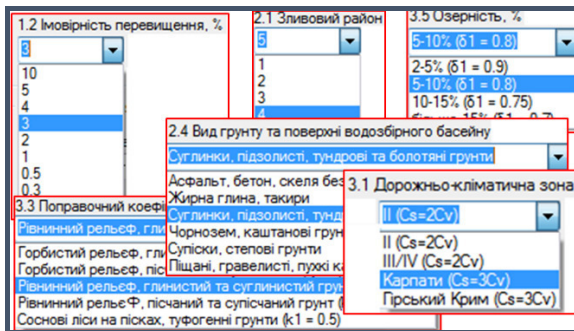 1.2 Імовірність перевищення, %
3
10
5
4
3
2
1
0.5
0.3
2.1 Зливовий район
5
1
2
3
4
3.5 Озерність, %
5-10% (δ1 = 0.8)
2-5% (δ1 = 0.9)
5-10% (δ1 = 0.8)
10-15% (δ1 = 0.75)
2.4 Вид грунту та поверхні водозбірного басейну
Суглинки, підзолисті, тундрові та болотяні грунти
Асфальт, бетон, скеля без
Жирна глина, такири
Суглинки, підзолисті, тунд
Чорнозем, каштанові грун
Супіски, степові грунти
Піщані, гравелисті, пухкі к
3.1 Дорожньо-кліматична зона
II (Cs=2Cv)
II (Cs=2Cv)
III/IV (Cs=2Cv)
Карпати (Cs=3Cv)
Гірський Крим (Cs=3Cv)
3.3 Поправочний коефі
Рівнинний рельєф, гли
Горбистий рельєф, гли
Горбистий рельєф, піс
Рівнинний рельєф, глинистий та суглинистий грунт
Рівнинний рельєФ, пісчаний та супісчаний грунт (
Соснові ліси на пісках, туфогенні грунти (k1 = 0.5)